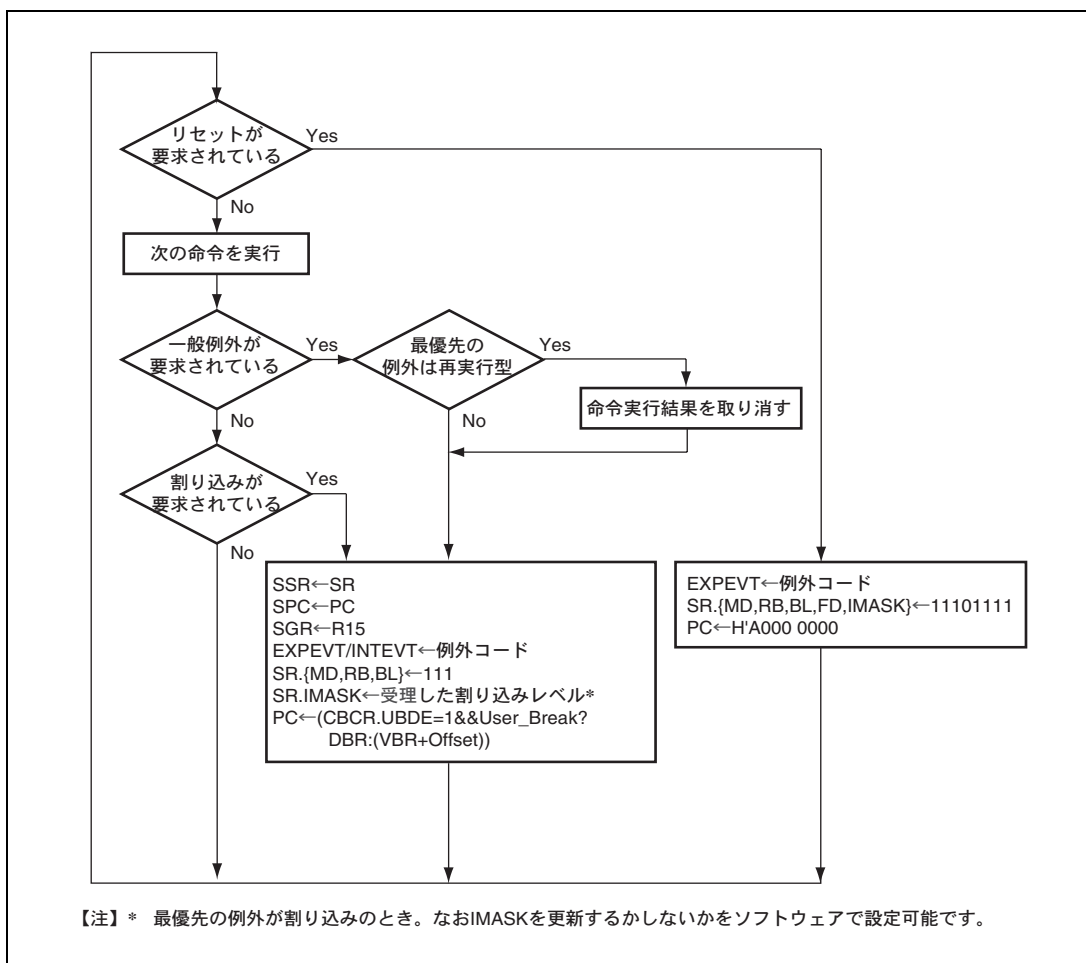 リセットが
要求されている
Yes
No
次の命令を実行
一般例外が
要求されている
Yes
No
最優先の
例外は再実行型
Yes
No
命令実行結果を取り消す
割り込みが
要求されている
Yes
No
SSR←SR
SPC←PC
SGR←R15
EXPEVT/INTEVT←例外コード
SR.{MD,RB,BL}←111
SR.IMASK←受理した割り込みレベル*
PC←(CBCR.UBDE=1&&User_Break?
DBR:(VBR+Offset))
EXPEVT←例外コード
SR.{MD,RB,BL,FD,IMASK}←11101111
PC←H'A000 0000
【注】* 最優先の例外が割り込みのとき。なおIMASKを更新するかしないかをソフトウェアで設定可能です。